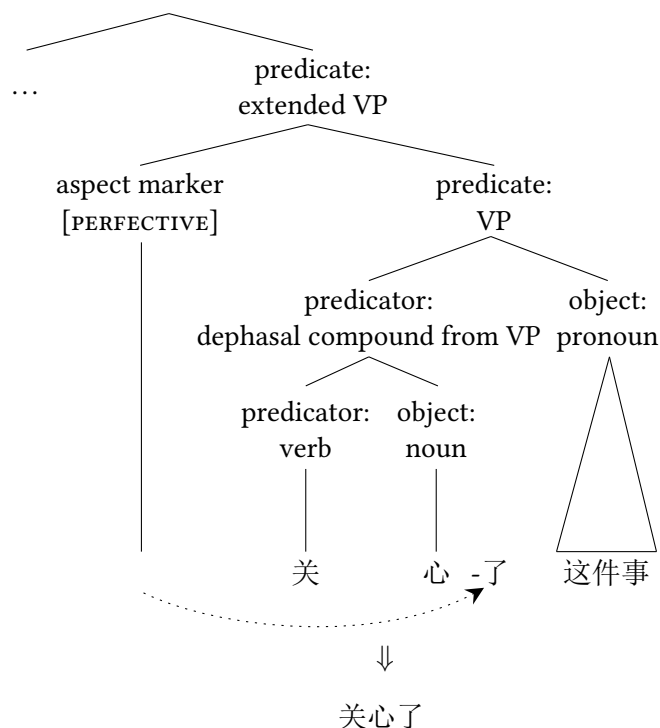 …
predicate:
extended VP
aspect marker
[PERFECTIVE]
predicate:
VP
predicator:
dephasal compound from VP
object:
pronoun
predicator:
verb
object:
noun
关 心 -了 这件事
⇓
关心了